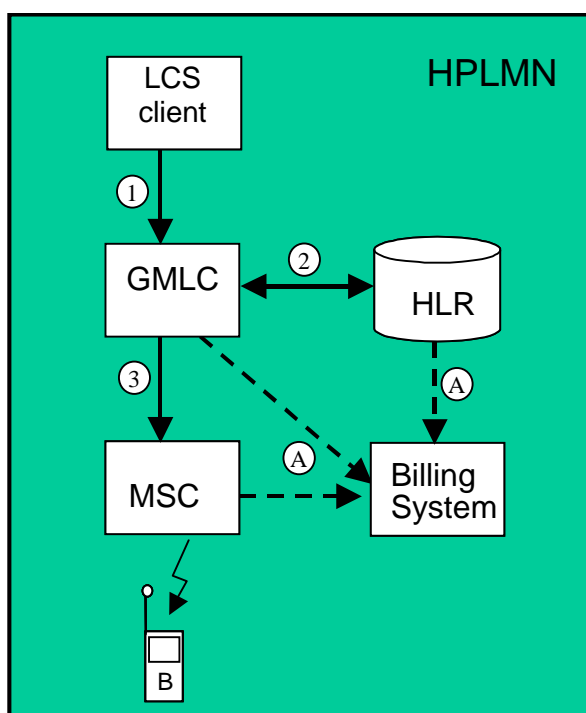 LCS
client
HPLMN
1
GMLC
2
HLR
3
A
A
MSC
Billing
System
B